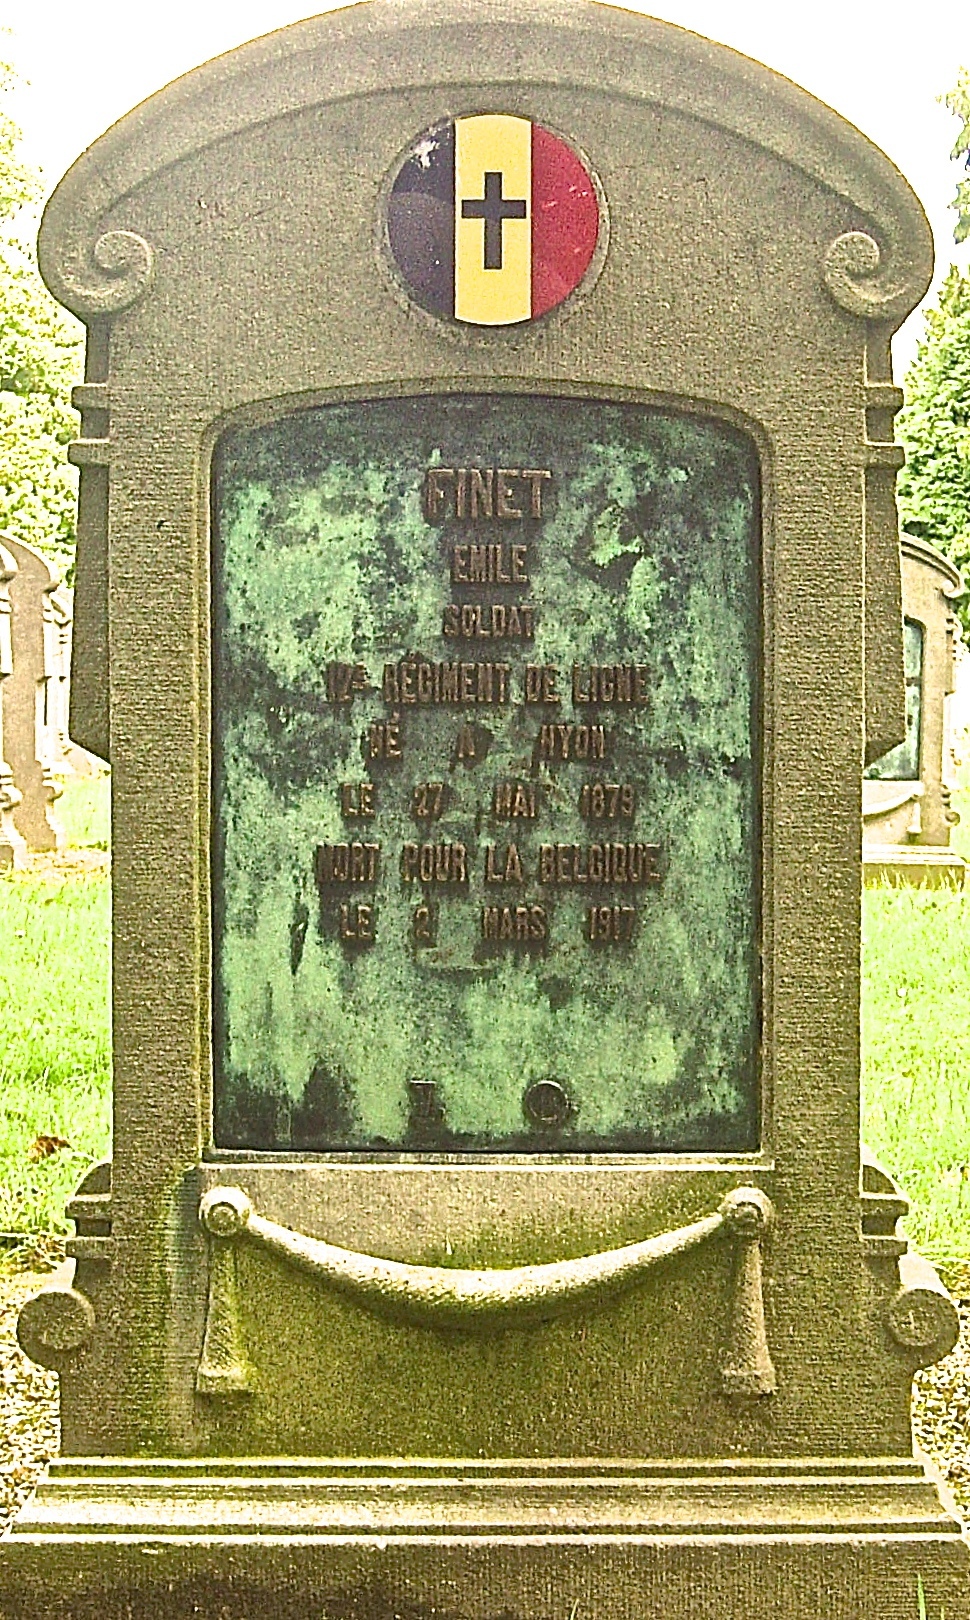 FINET
EMILE
SOLDAT
12E RÉGIMENT DE LIGNE
NÉ A NYON
LE 27 MAI 1879
MORT POUR LA BELGIQUE
LE 2 MARS 1917